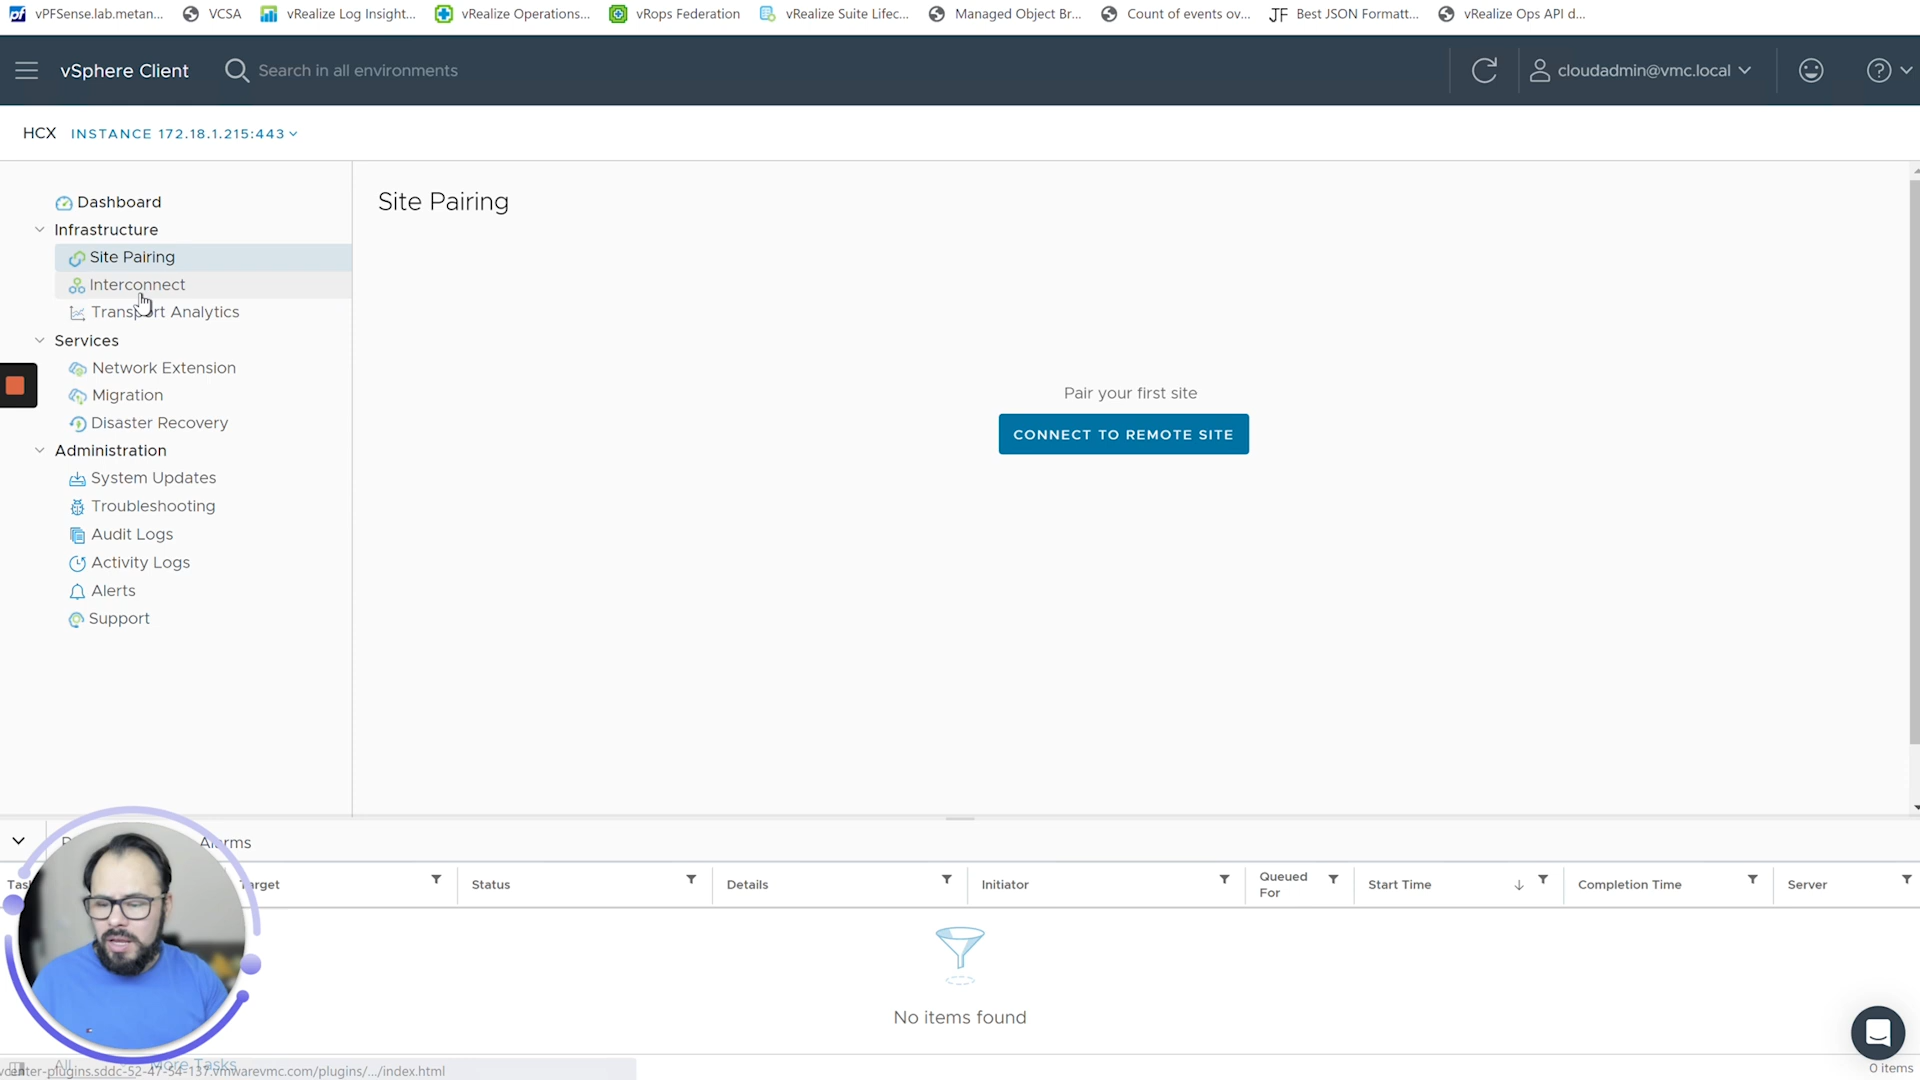 vPFSense.lab.metan... VCSA vRealize Log Insight... vRealize Operations... vRops Federation vRealize Suite Lifec... Managed Object Br... Count of events ov... JF Best JSON Formatt... vRealize Ops API d...
vSphere Client Search in all environments cloudadmin@vmc.local
HCX INSTANCE 172.18.1.215:443
Dashboard
Infrastructure
Site Pairing
Interconnect
Transport Analytics
Services
Network Extension
Migration
Disaster Recovery
Administration
System Updates
Troubleshooting
Audit Logs
Activity Logs
Alerts
Support
Site Pairing
Pair your first site
CONNECT TO REMOTE SITE
Alarms
Target Status Details Initiator Queued For Start Time Completion Time Server
No items found
All More Tasks
vcenter-plugins.sddc-52-47-54-137.vmwarevmc.com/plugins/.../index.html
0 items